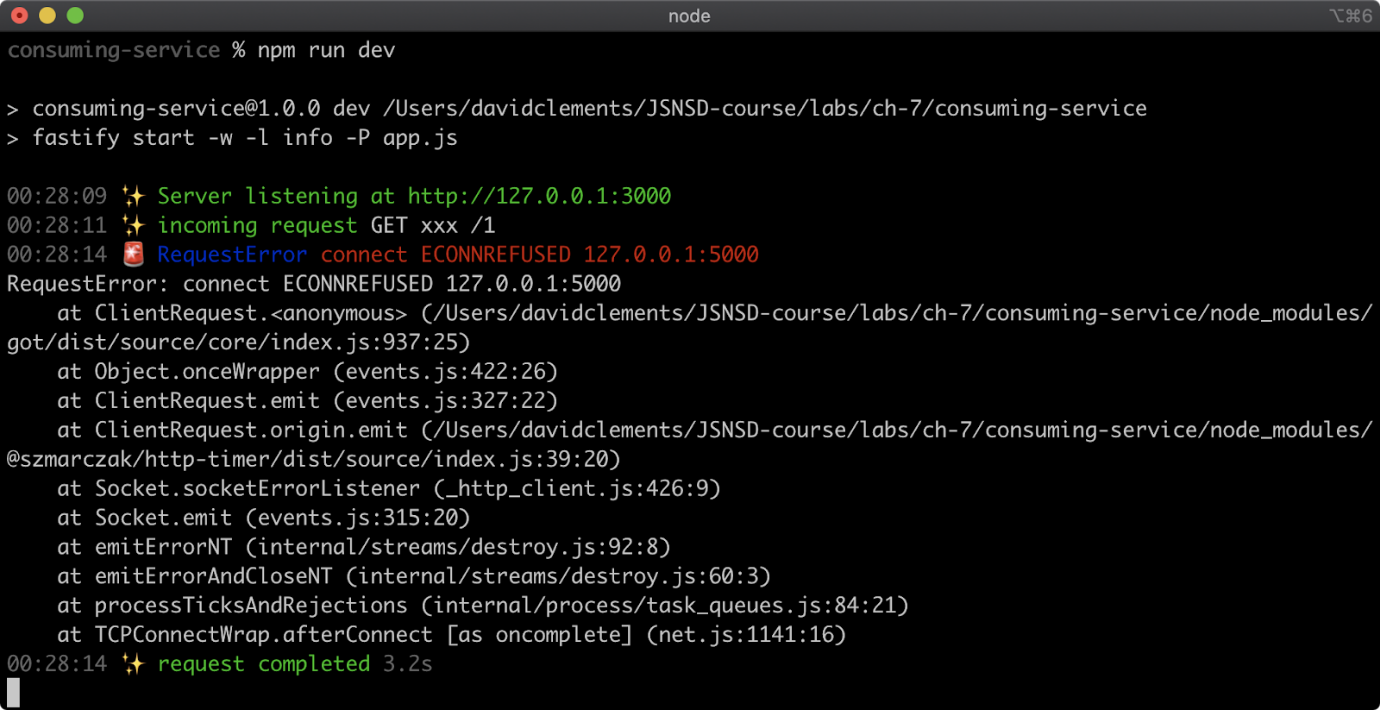 node
⌥⌘6
consuming-service % npm run dev
> consuming-service@1.0.0 dev /Users/davidclements/JSNSD-course/labs/ch-7/consuming-service
> fastify start -w -l info -P app.js
00:28:09 ✨ Server listening at http://127.0.0.1:3000
00:28:11 ✨ incoming request GET xxx /1
00:28:14 🚨 RequestError connect ECONNREFUSED 127.0.0.1:5000
RequestError: connect ECONNREFUSED 127.0.0.1:5000
    at ClientRequest.<anonymous> (/Users/davidclements/JSNSD-course/labs/ch-7/consuming-service/node_modules/
got/dist/source/core/index.js:937:25)
    at Object.onceWrapper (events.js:422:26)
    at ClientRequest.emit (events.js:327:22)
    at ClientRequest.origin.emit (/Users/davidclements/JSNSD-course/labs/ch-7/consuming-service/node_modules/
@szmarczak/http-timer/dist/source/index.js:39:20)
    at Socket.socketErrorListener (_http_client.js:426:9)
    at Socket.emit (events.js:315:20)
    at emitErrorNT (internal/streams/destroy.js:92:8)
    at emitErrorAndCloseNT (internal/streams/destroy.js:60:3)
    at processTicksAndRejections (internal/process/task_queues.js:84:21)
    at TCPConnectWrap.afterConnect [as oncomplete] (net.js:1141:16)
00:28:14 ✨ request completed 3.2s